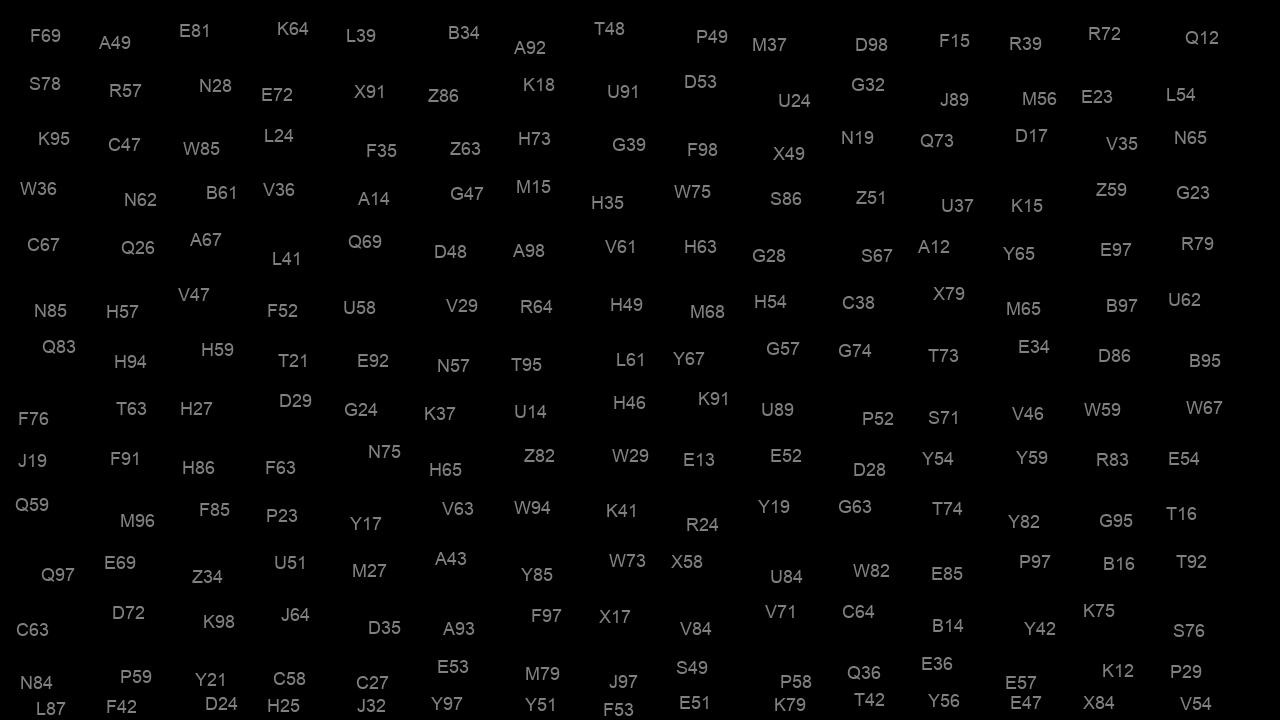 F69 A49 E81 K64 L39 B34 A92 T48 P49 M37 D98 F15 R39 R72 Q12
S78 R57 N28 E72 X91 Z86 K18 U91 D53 U24 G32 J89 M56 E23 L54
K95 C47 W85 L24 F35 Z63 H73 G39 F98 X49 N19 Q73 D17 V35 N65
W36 N62 B61 V36 A14 G47 M15 H35 W75 S86 Z51 U37 K15 Z59 G23
C67 Q26 A67 L41 Q69 D48 A98 V61 H63 G28 S67 A12 Y65 E97 R79
N85 H57 V47 F52 U58 V29 R64 H49 M68 H54 C38 X79 M65 B97 U62
Q83 H94 H59 T21 E92 N57 T95 L61 Y67 G57 G74 T73 E34 D86 B95
F76 T63 H27 D29 G24 K37 U14 H46 K91 U89 P52 S71 V46 W59 W67
J19 F91 H86 F63 N75 H65 Z82 W29 E13 E52 D28 Y54 Y59 R83 E54
Q59 M96 F85 P23 Y17 V63 W94 K41 R24 Y19 G63 T74 Y82 G95 T16
Q97 E69 Z34 U51 M27 A43 Y85 W73 X58 U84 W82 E85 P97 B16 T92
C63 D72 K98 J64 D35 A93 F97 X17 V84 V71 C64 B14 Y42 K75 S76
N84 P59 Y21 C58 C27 E53 M79 J97 S49 P58 Q36 E36 E57 K12 P29
L87 F42 D24 H25 J32 Y97 Y51 F53 E51 K79 T42 Y56 E47 X84 V54